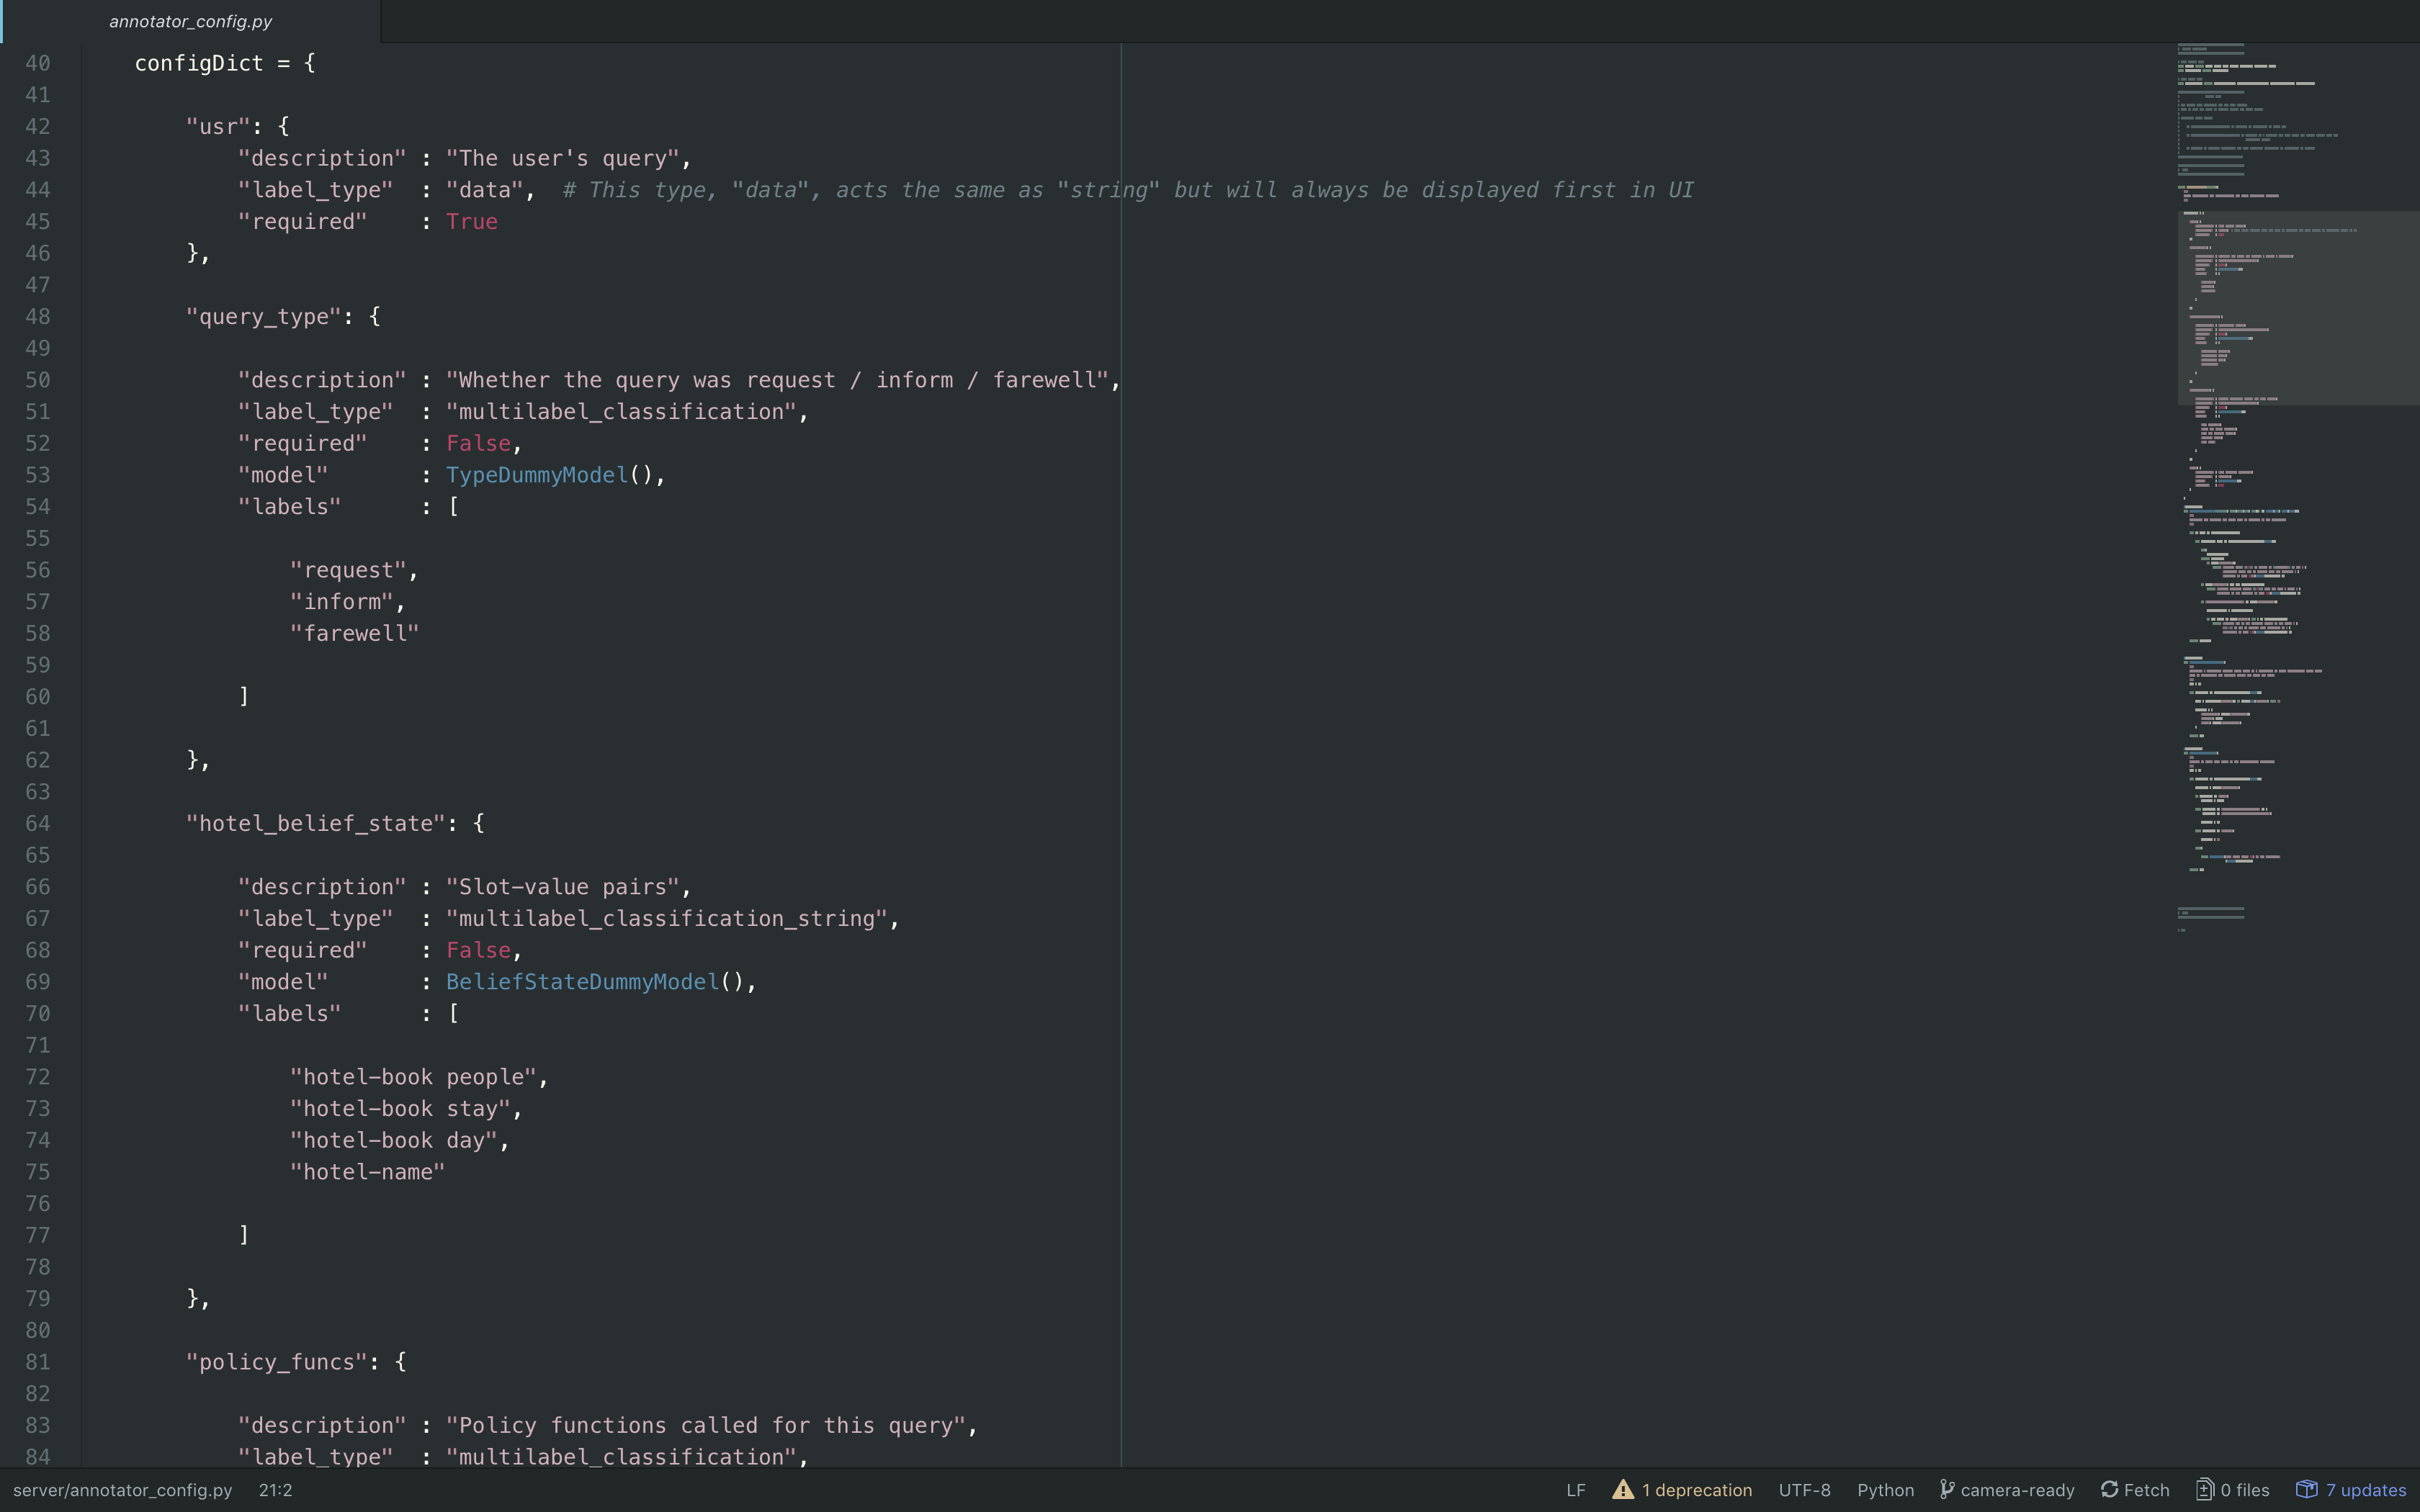 annotator_config.py
40 configDict = {
41
42 "usr": {
43 "description" : "The user's query",
44 "label_type" : "data", # This type, "data", acts the same as "string" but will always be displayed first in UI
45 "required" : True
46 },
47
48 "query_type": {
49
50 "description" : "Whether the query was request / inform / farewell",
51 "label_type" : "multilabel_classification",
52 "required" : False,
53 "model" : TypeDummyModel(),
54 "labels" : [
55
56 "request",
57 "inform",
58 "farewell"
59
60 ]
61
62 },
63
64 "hotel_belief_state": {
65
66 "description" : "Slot-value pairs",
67 "label_type" : "multilabel_classification_string",
68 "required" : False,
69 "model" : BeliefStateDummyModel(),
70 "labels" : [
71
72 "hotel-book people",
73 "hotel-book stay",
74 "hotel-book day",
75 "hotel-name"
76
77 ]
78
79 },
80
81 "policy_funcs": {
82
83 "description" : "Policy functions called for this query",
84 "label_type" : "multilabel_classification",
server/annotator_config.py 21:2 LF 1 deprecation UTF-8 Python camera-ready Fetch 0 files 7 updates